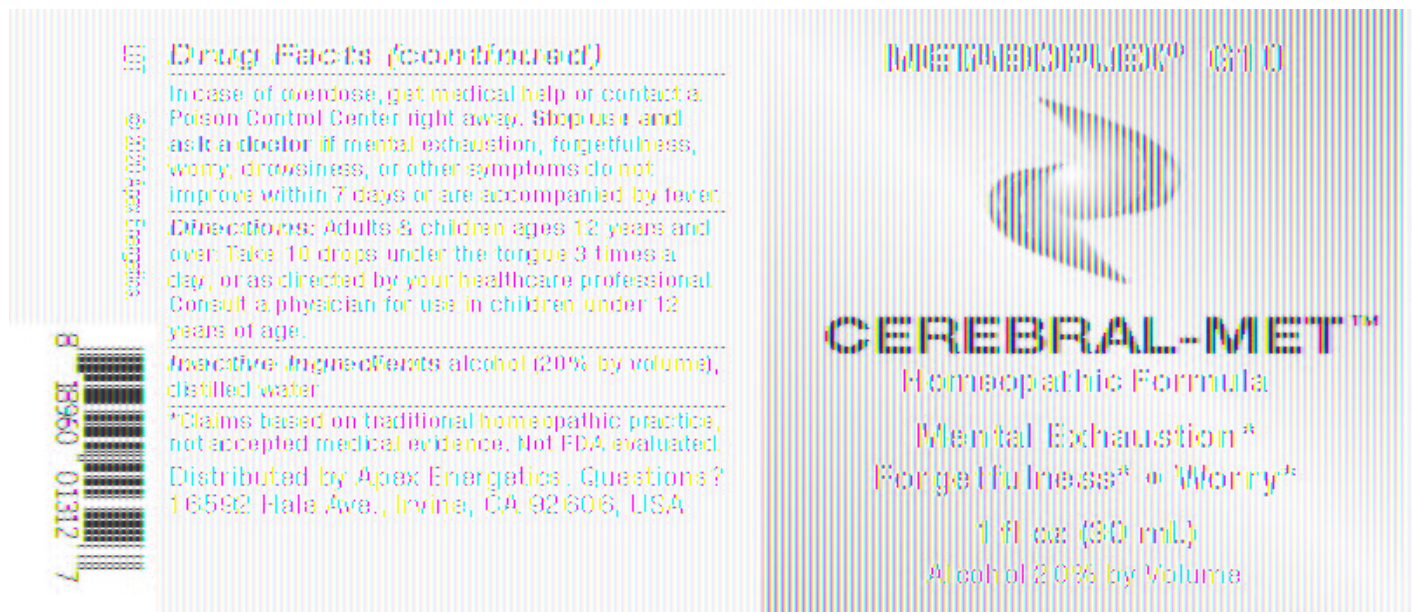 Drug Facts (continued)
In case of overdose, get medical help or contact a
Poison Control Center right away. Stop use and
ask a doctor if mental exhaustion, forgetfulness,
worry, drowsiness, or other symptoms do not
improve within 7 days or are accompanied by fever.
Directions: Adults & children ages 12 years and
over: Take 10 drops under the tongue 3 times a
day, or as directed by your healthcare professional.
Consult a physician for use in children under 12
years of age.
Inactive Ingredients alcohol (20% by volume),
distilled water
*Claims based on traditional homeopathic practice,
not accepted medical evidence. Not FDA evaluated.
Distributed by Apex Energetics. Questions?
16592 Hale Ave., Irvine, CA 92606, USA
Apex Energetics
8 18960 01312 7
METABOPLEX® G10
CEREBRAL-MET™
Homeopathic Formula
Mental Exhaustion*
Forgetfulness* • Worry*
1 fl oz (30 mL)
Alcohol 20% by Volume